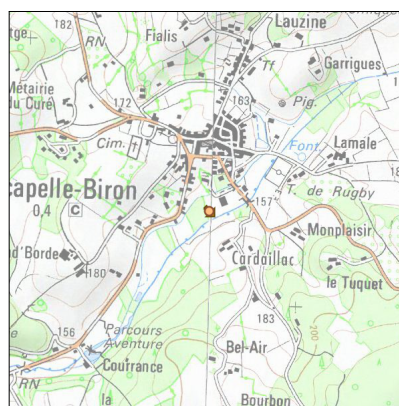 Lauzine
182
RN
Fialis
Tf
Garrigues
Métairie
du Curé
172
163
Pig.
Cim.
Font.
Lamale
capelle-Biron
T. de Rugby
0,4
C
157
Monplaisir
d'Borde
Cardaillac
180
le Tuquet
183
200
156
Parcours
Aventure
Bel-Air
Courrance
RN
la
Bourbon